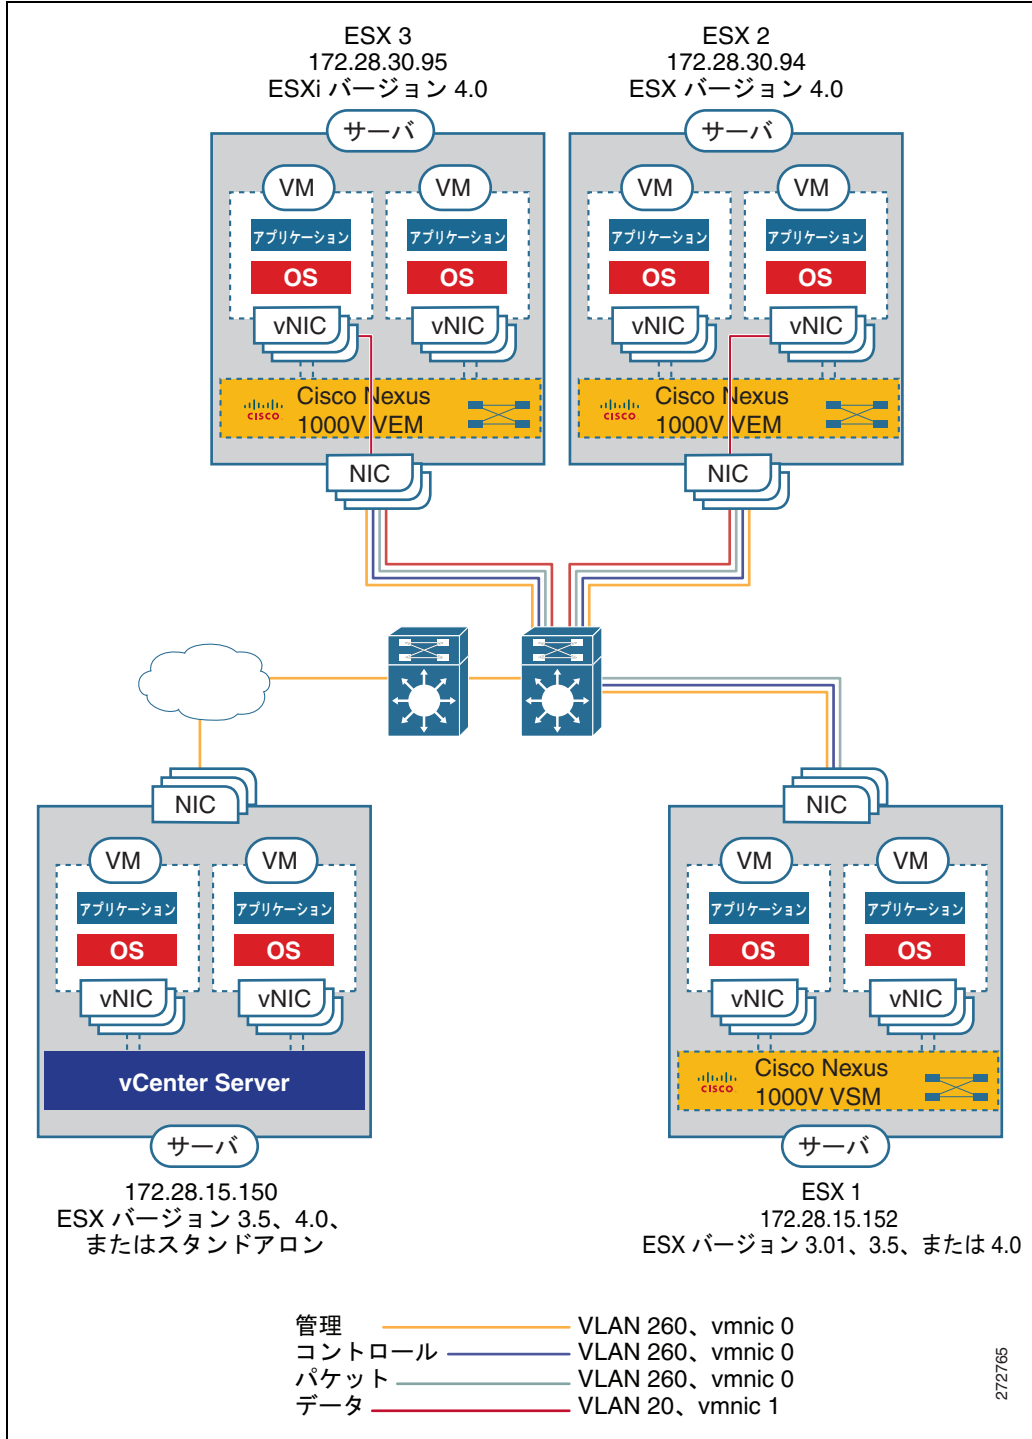 ESX 3
172.28.30.95
ESXi バージョン 4.0
ESX 2
172.28.30.94
ESX バージョン 4.0
サーバ
サーバ
VM
VM
VM
VM
アプリケーション
アプリケーション
アプリケーション
アプリケーション
OS
OS
OS
OS
vNIC
vNIC
vNIC
vNIC
CISCO
Cisco Nexus
1000V VEM
CISCO
Cisco Nexus
1000V VEM
NIC
NIC
NIC
NIC
VM
VM
VM
VM
アプリケーション
アプリケーション
アプリケーション
アプリケーション
OS
OS
OS
OS
vNIC
vNIC
vNIC
vNIC
vCenter Server
CISCO
Cisco Nexus
1000V VSM
サーバ
サーバ
172.28.15.150
ESX バージョン 3.5、4.0、
またはスタンドアロン
ESX 1
172.28.15.152
ESX バージョン 3.01、3.5、または 4.0
管理 VLAN 260、vmnic 0
コントロール VLAN 260、vmnic 0
パケット VLAN 260、vmnic 0
データ VLAN 20、vmnic 1
272765